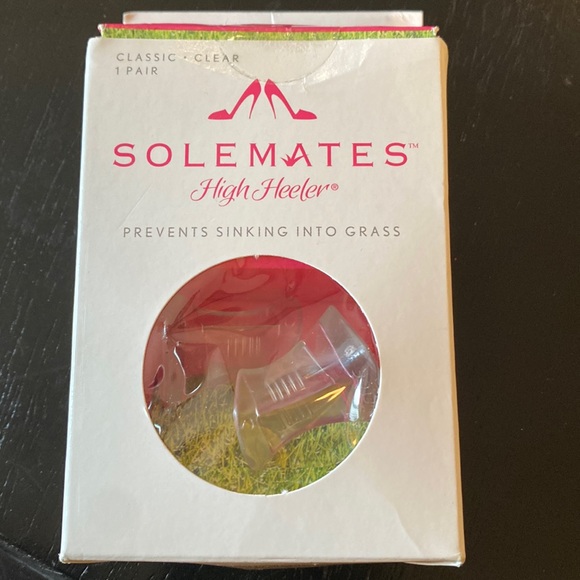 CLASSIC • CLEAR
1 PAIR
SOLEMATES™
High Heeler®
PREVENTS SINKING INTO GRASS